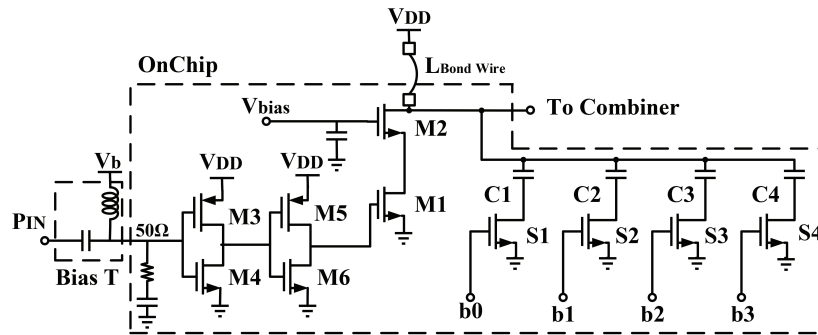 VDD
OnChip
LBond Wire
Vbias
M2
To Combiner
Vb
VDD
VDD
C1
C2
C3
C4
PIN
50Ω
M3
M5
M1
S1
S2
S3
S4
Bias T
M4
M6
b0
b1
b2
b3